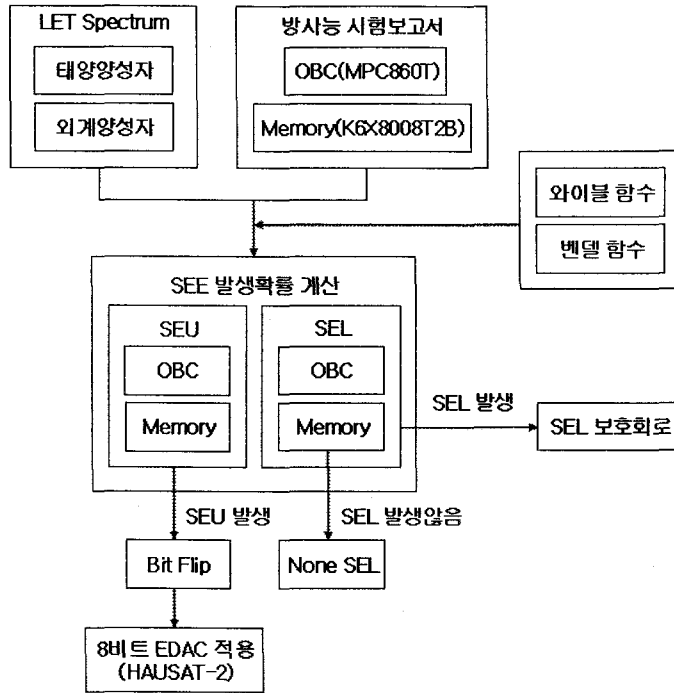 LET Spectrum
태양양성자
외계양성자
방사능 시험보고서
OBC(MPC860T)
Memory(K6X8008T2B)
와이블 함수
벤델 함수
SEE 발생확률 계산
SEU
OBC
Memory
SEL
OBC
Memory
SEL 발생
SEL 보호회로
SEU 발생
SEL 발생않음
Bit Flip
None SEL
8비트 EDAC 적용
(HAUSAT-2)